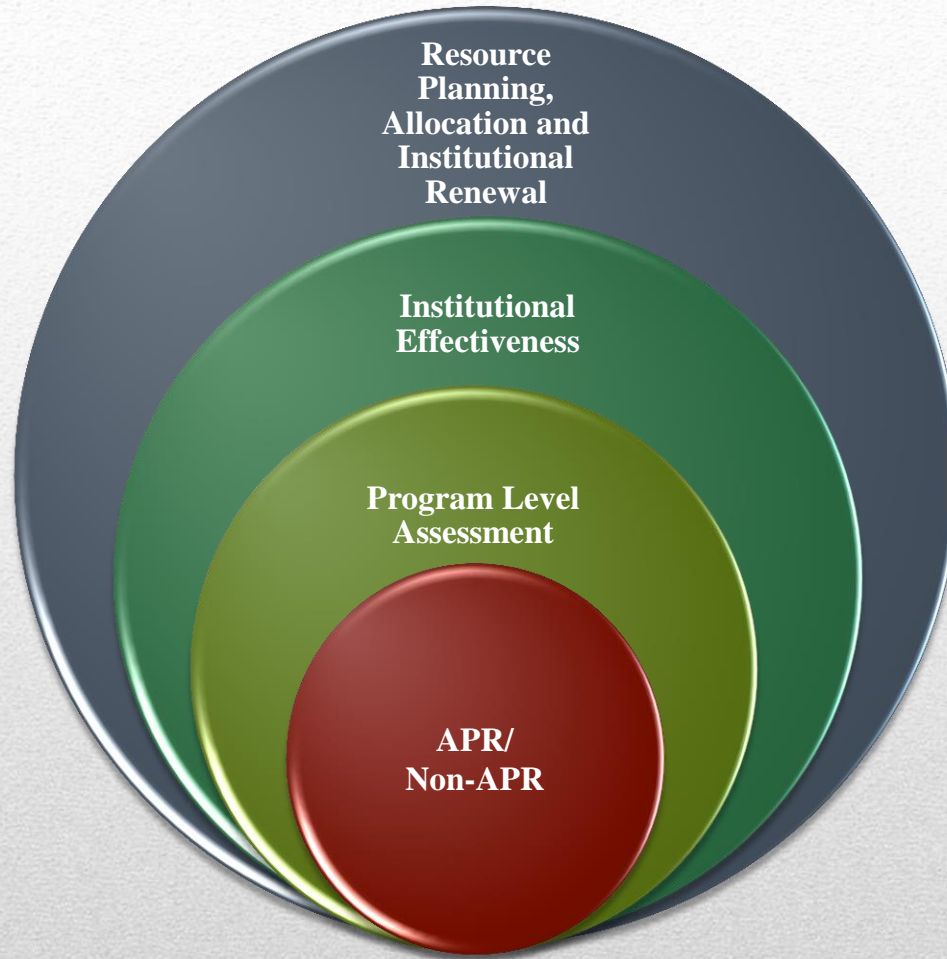 Resource
Planning,
Allocation and
Institutional
Renewal
Institutional
Effectiveness
Program Level
Assessment
APR/
Non-APR